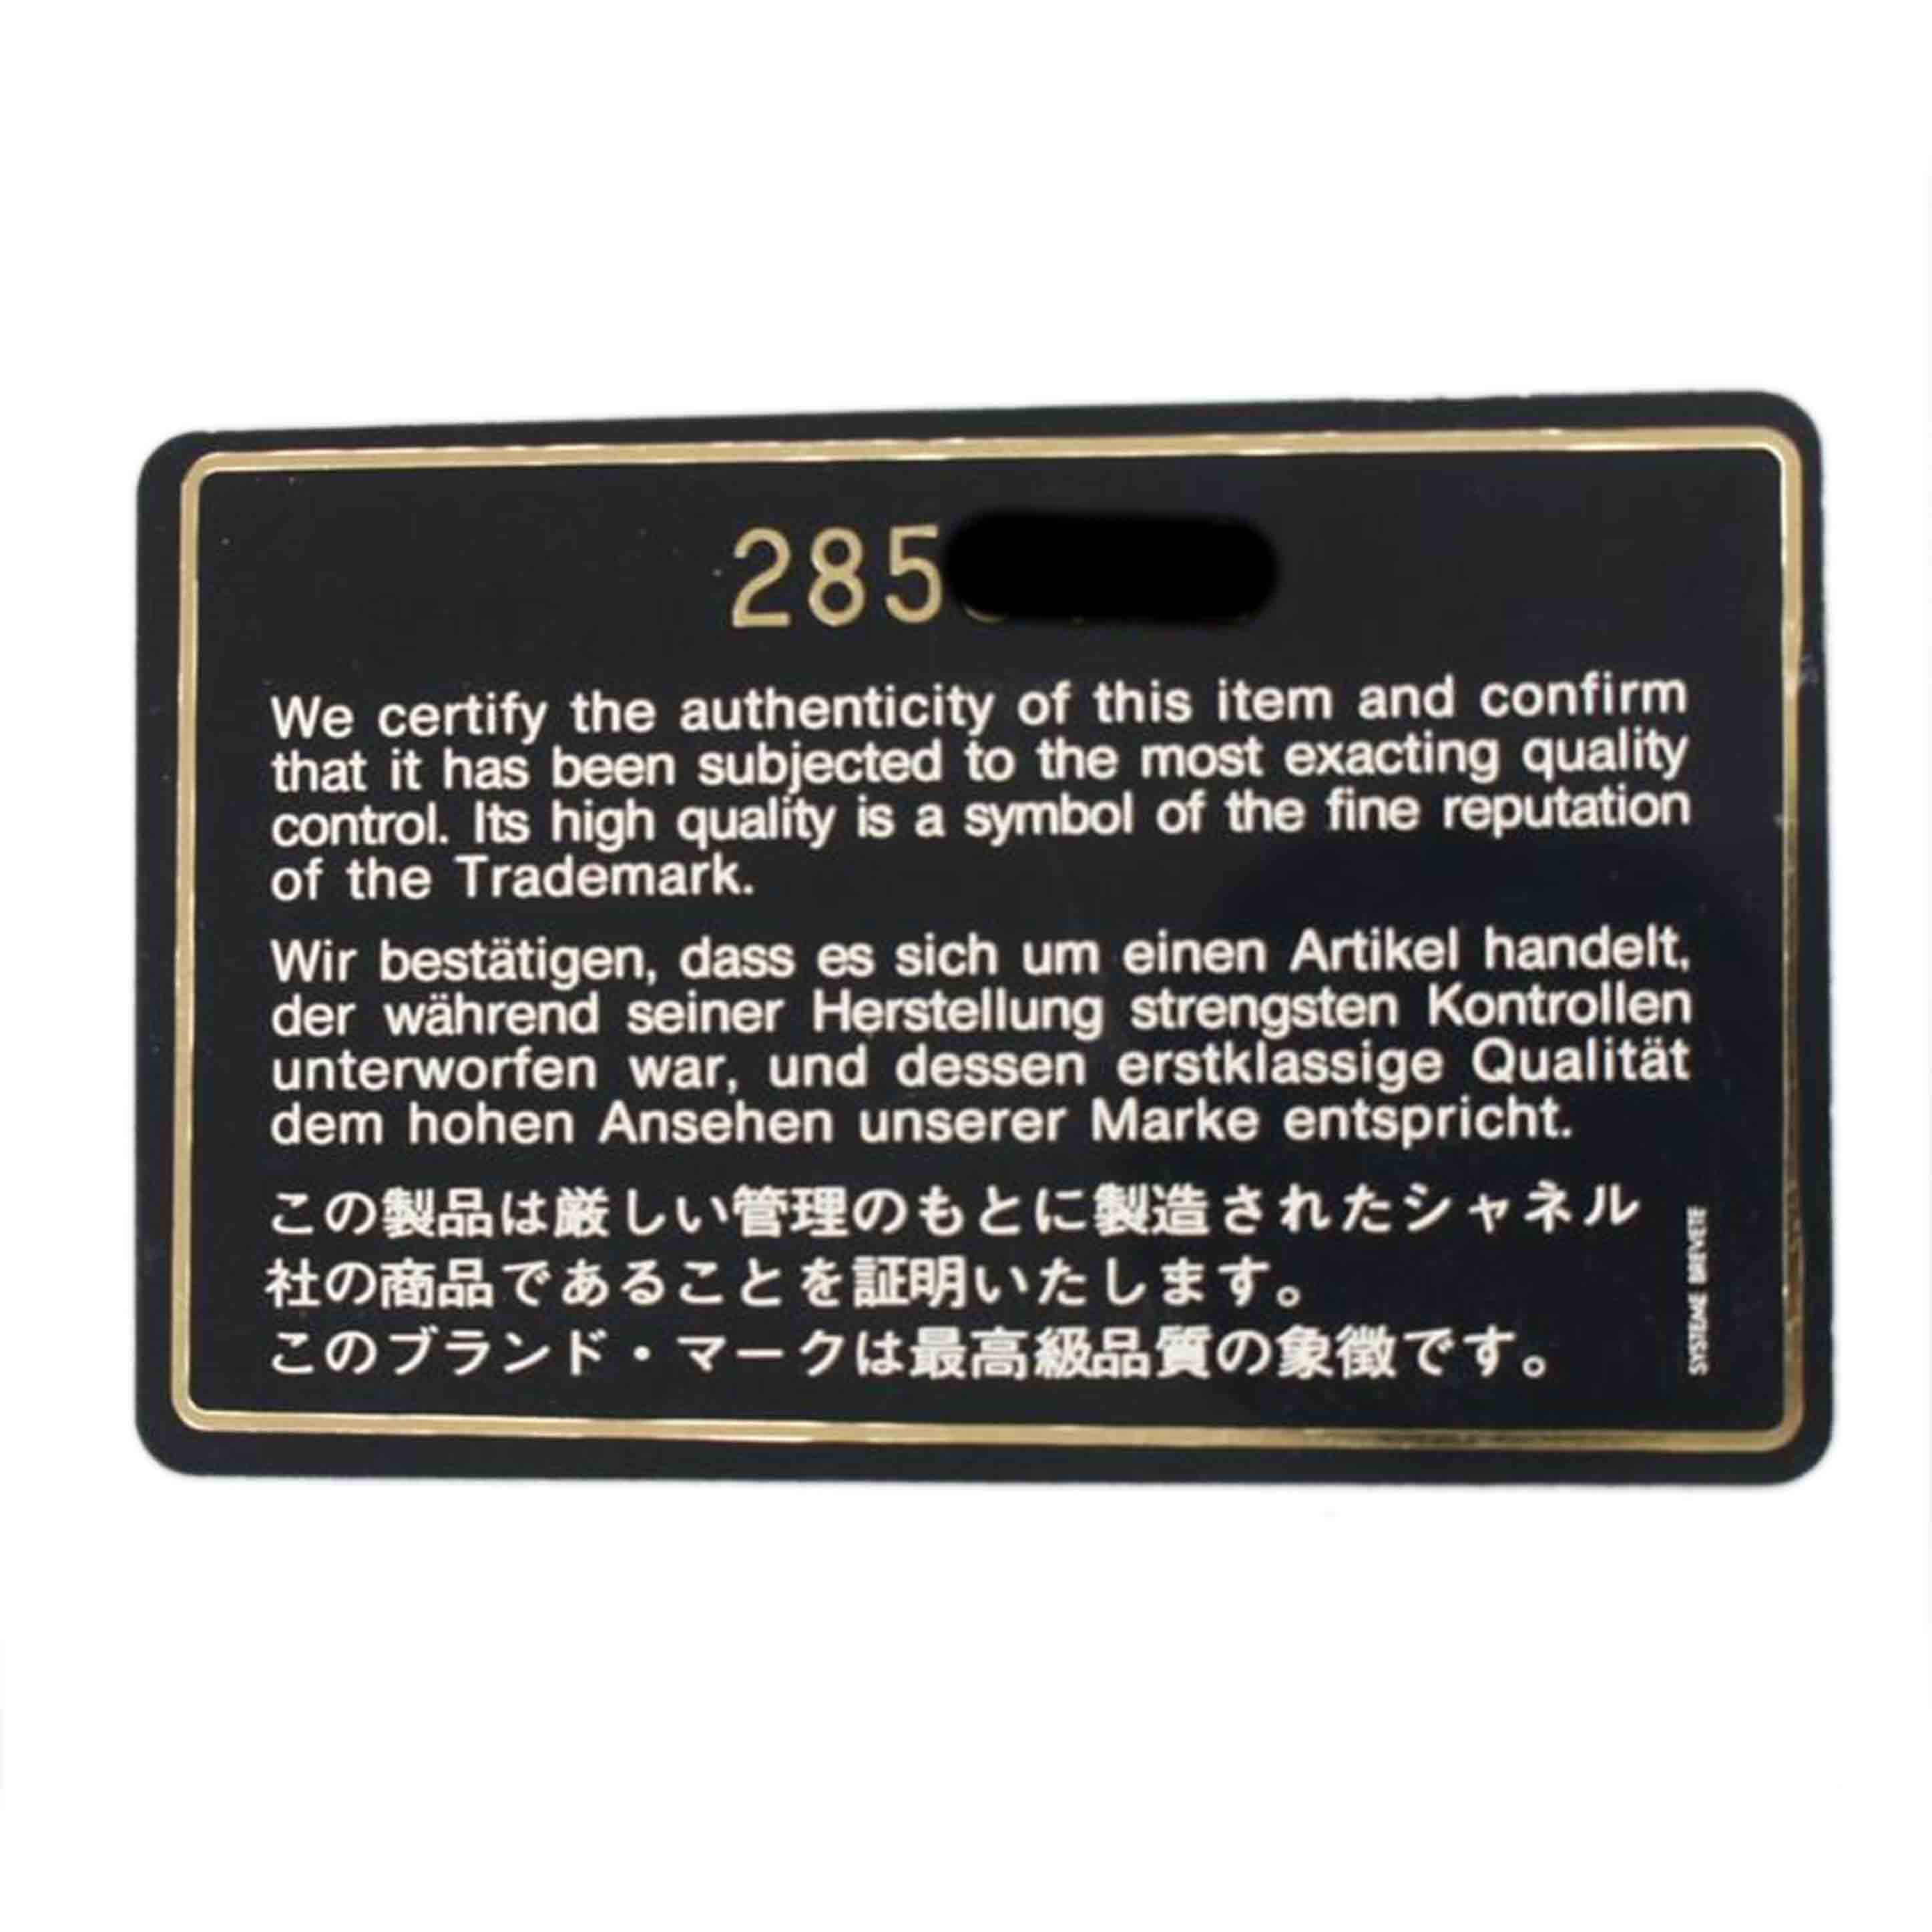 285
We certify the authenticity of this item and confirm
that it has been subjected to the most exacting quality
control. Its high quality is a symbol of the fine reputation
of the Trademark.
Wir bestätigen, dass es sich um einen Artikel handelt,
der während seiner Herstellung strengsten Kontrollen
unterworfen war, und dessen erstklassige Qualität
dem hohen Ansehen unserer Marke entspricht.
この製品は厳しい管理のもとに製造されたシャネル
社の商品であることを証明いたします。
このブランド・マークは最高級品質の象徴です。
SYSTEME BREVETE